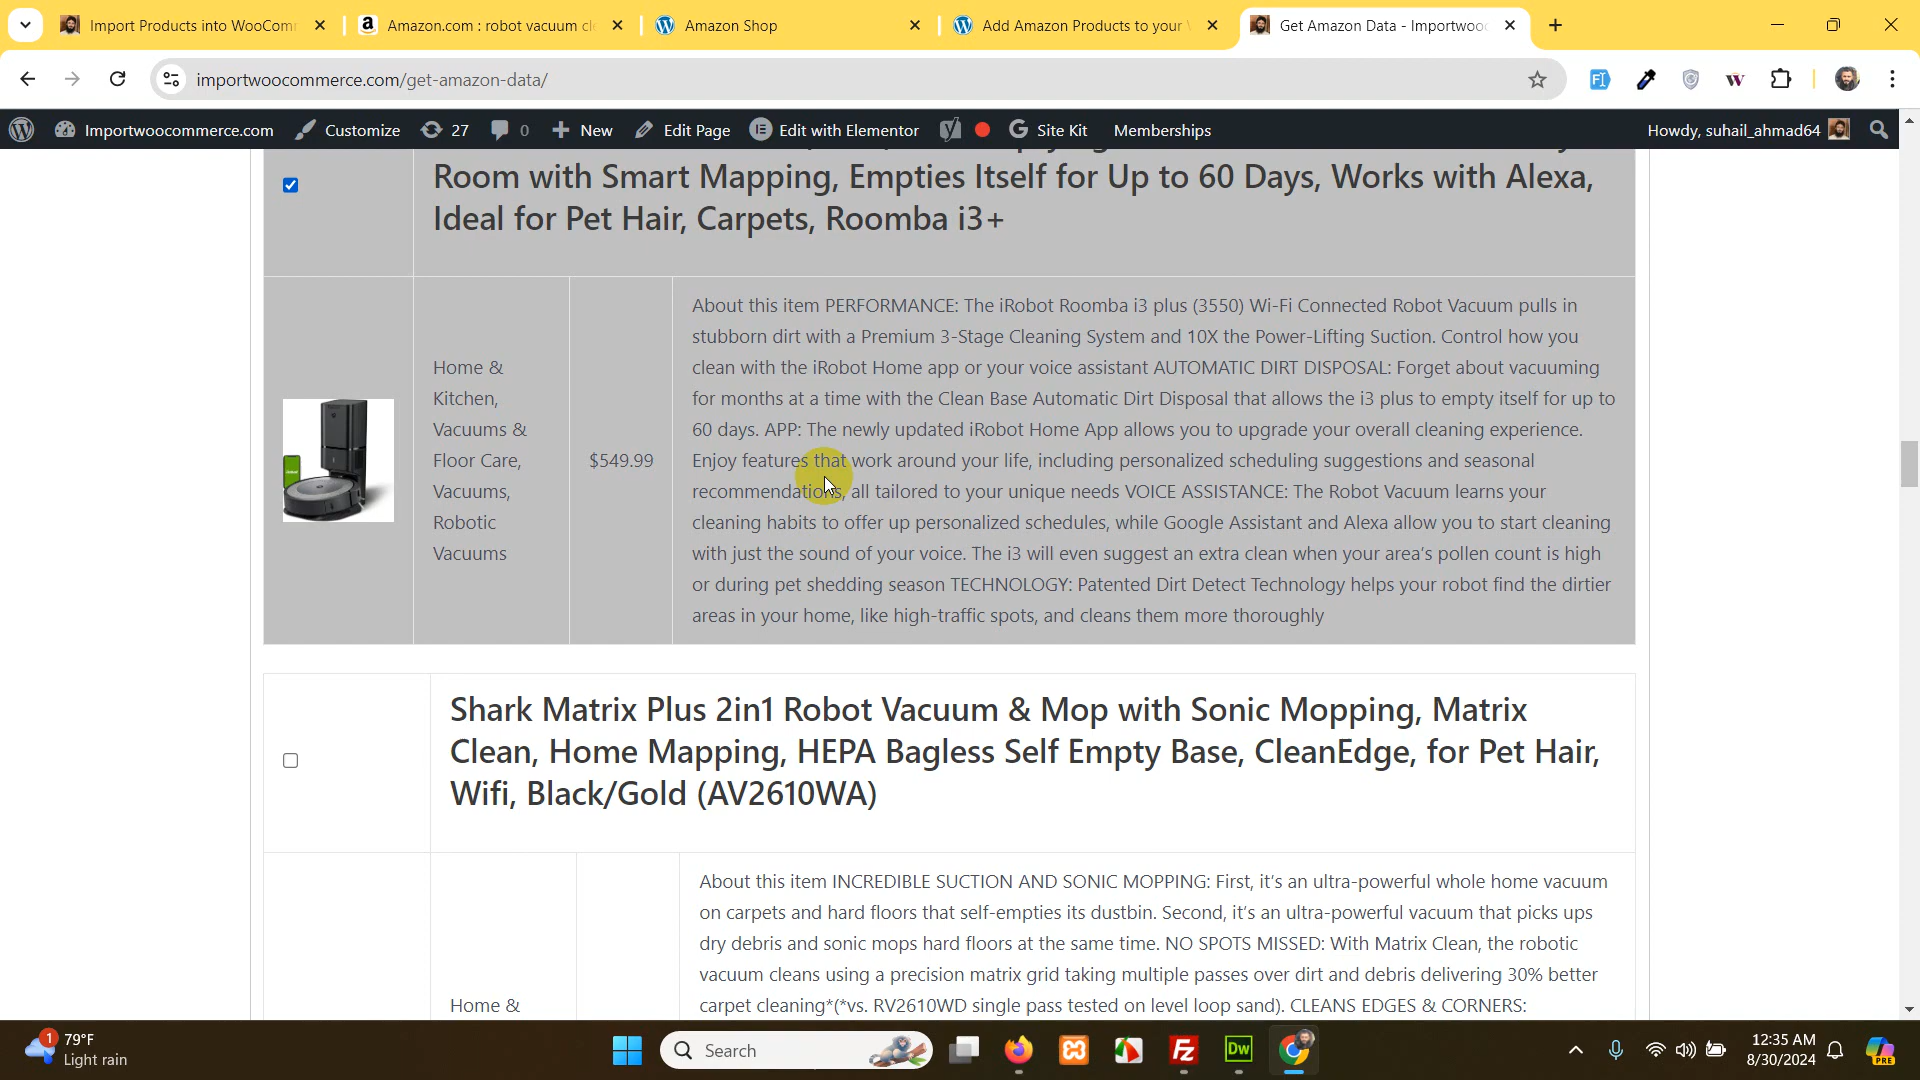 Import Products into WooComm
Amazon.com : robot vacuum cle
Amazon Shop
Add Amazon Products to your
Get Amazon Data - Importwooc
importwoocommerce.com/get-amazon-data/
Importwoocommerce.com
Customize
27
0
New
Edit Page
Edit with Elementor
Site Kit
Memberships
Howdy, suhail_ahmad64
Room with Smart Mapping, Empties Itself for Up to 60 Days, Works with Alexa,
Ideal for Pet Hair, Carpets, Roomba i3+
Home &
Kitchen,
Vacuums &
Floor Care,
Vacuums,
Robotic
Vacuums
$549.99
About this item PERFORMANCE: The iRobot Roomba i3 plus (3550) Wi-Fi Connected Robot Vacuum pulls in
stubborn dirt with a Premium 3-Stage Cleaning System and 10X the Power-Lifting Suction. Control how you
clean with the iRobot Home app or your voice assistant AUTOMATIC DIRT DISPOSAL: Forget about vacuuming
for months at a time with the Clean Base Automatic Dirt Disposal that allows the i3 plus to empty itself for up to
60 days. APP: The newly updated iRobot Home App allows you to upgrade your overall cleaning experience.
Enjoy features that work around your life, including personalized scheduling suggestions and seasonal
recommendations, all tailored to your unique needs VOICE ASSISTANCE: The Robot Vacuum learns your
cleaning habits to offer up personalized schedules, while Google Assistant and Alexa allow you to start cleaning
with just the sound of your voice. The i3 will even suggest an extra clean when your area's pollen count is high
or during pet shedding season TECHNOLOGY: Patented Dirt Detect Technology helps your robot find the dirtier
areas in your home, like high-traffic spots, and cleans them more thoroughly
Shark Matrix Plus 2in1 Robot Vacuum & Mop with Sonic Mopping, Matrix
Clean, Home Mapping, HEPA Bagless Self Empty Base, CleanEdge, for Pet Hair,
Wifi, Black/Gold (AV2610WA)
Home &
About this item INCREDIBLE SUCTION AND SONIC MOPPING: First, it's an ultra-powerful whole home vacuum
on carpets and hard floors that self-empties its dustbin. Second, it's an ultra-powerful vacuum that picks ups
dry debris and sonic mops hard floors at the same time. NO SPOTS MISSED: With Matrix Clean, the robotic
vacuum cleans using a precision matrix grid taking multiple passes over dirt and debris delivering 30% better
carpet cleaning*(*vs. RV2610WD single pass tested on level loop sand). CLEANS EDGES & CORNERS:
1
79°F
Light rain
Search
Dw
12:35 AM
8/30/2024
PRE